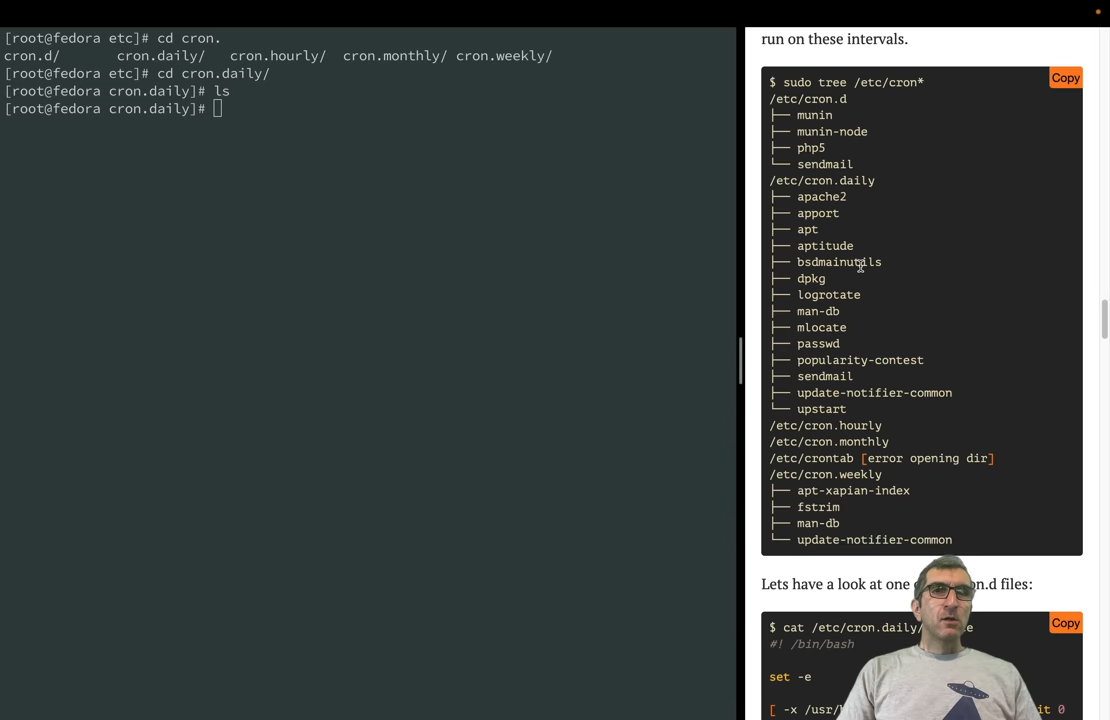 [root@fedora etc]# cd cron.
cron.d/ cron.daily/ cron.hourly/ cron.monthly/ cron.weekly/
[root@fedora etc]# cd cron.daily/
[root@fedora cron.daily]# ls
[root@fedora cron.daily]#
run on these intervals.
Copy
$ sudo tree /etc/cron*
/etc/cron.d
├── munin
├── munin-node
├── php5
└── sendmail
/etc/cron.daily
├── apache2
├── apport
├── apt
├── aptitude
├── bsdmainutils
├── dpkg
├── logrotate
├── man-db
├── mlocate
├── passwd
├── popularity-contest
├── sendmail
├── update-notifier-common
└── upstart
/etc/cron.hourly
/etc/cron.monthly
/etc/crontab [error opening dir]
/etc/cron.weekly
├── apt-xapian-index
├── fstrim
├── man-db
└── update-notifier-common
Lets have a look at one on.d files:
Copy
$ cat /etc/cron.daily/
#! /bin/bash
set -e
[ -x /usr/ it 0